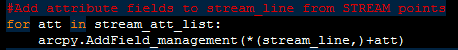 #Add attribute fields to stream_line from STREAM points
for att in stream_att_list:
    arcpy.AddField_management(*(stream_line,)+att)